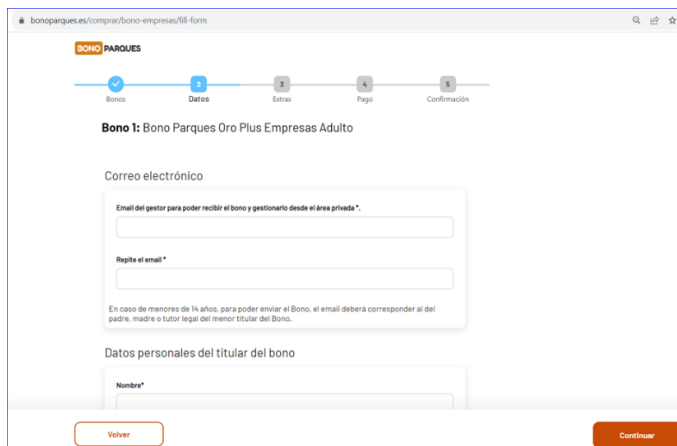 bonoparques.es/comprar/bono-empresas/fill-form
BONO PARQUES
2 3 4 5
Bonos Datos Extras Pago Confirmación
Bono 1: Bono Parques Oro Plus Empresas Adulto
Correo electrónico
Email del gestor para poder recibir el bono y gestionarlo desde el área privada *.
Repite el email *
En caso de menores de 14 años, para poder enviar el Bono, el email deberá corresponder al del
padre, madre o tutor legal del menor titular del Bono.
Datos personales del titular del bono
Nombre*
Volver Continuar